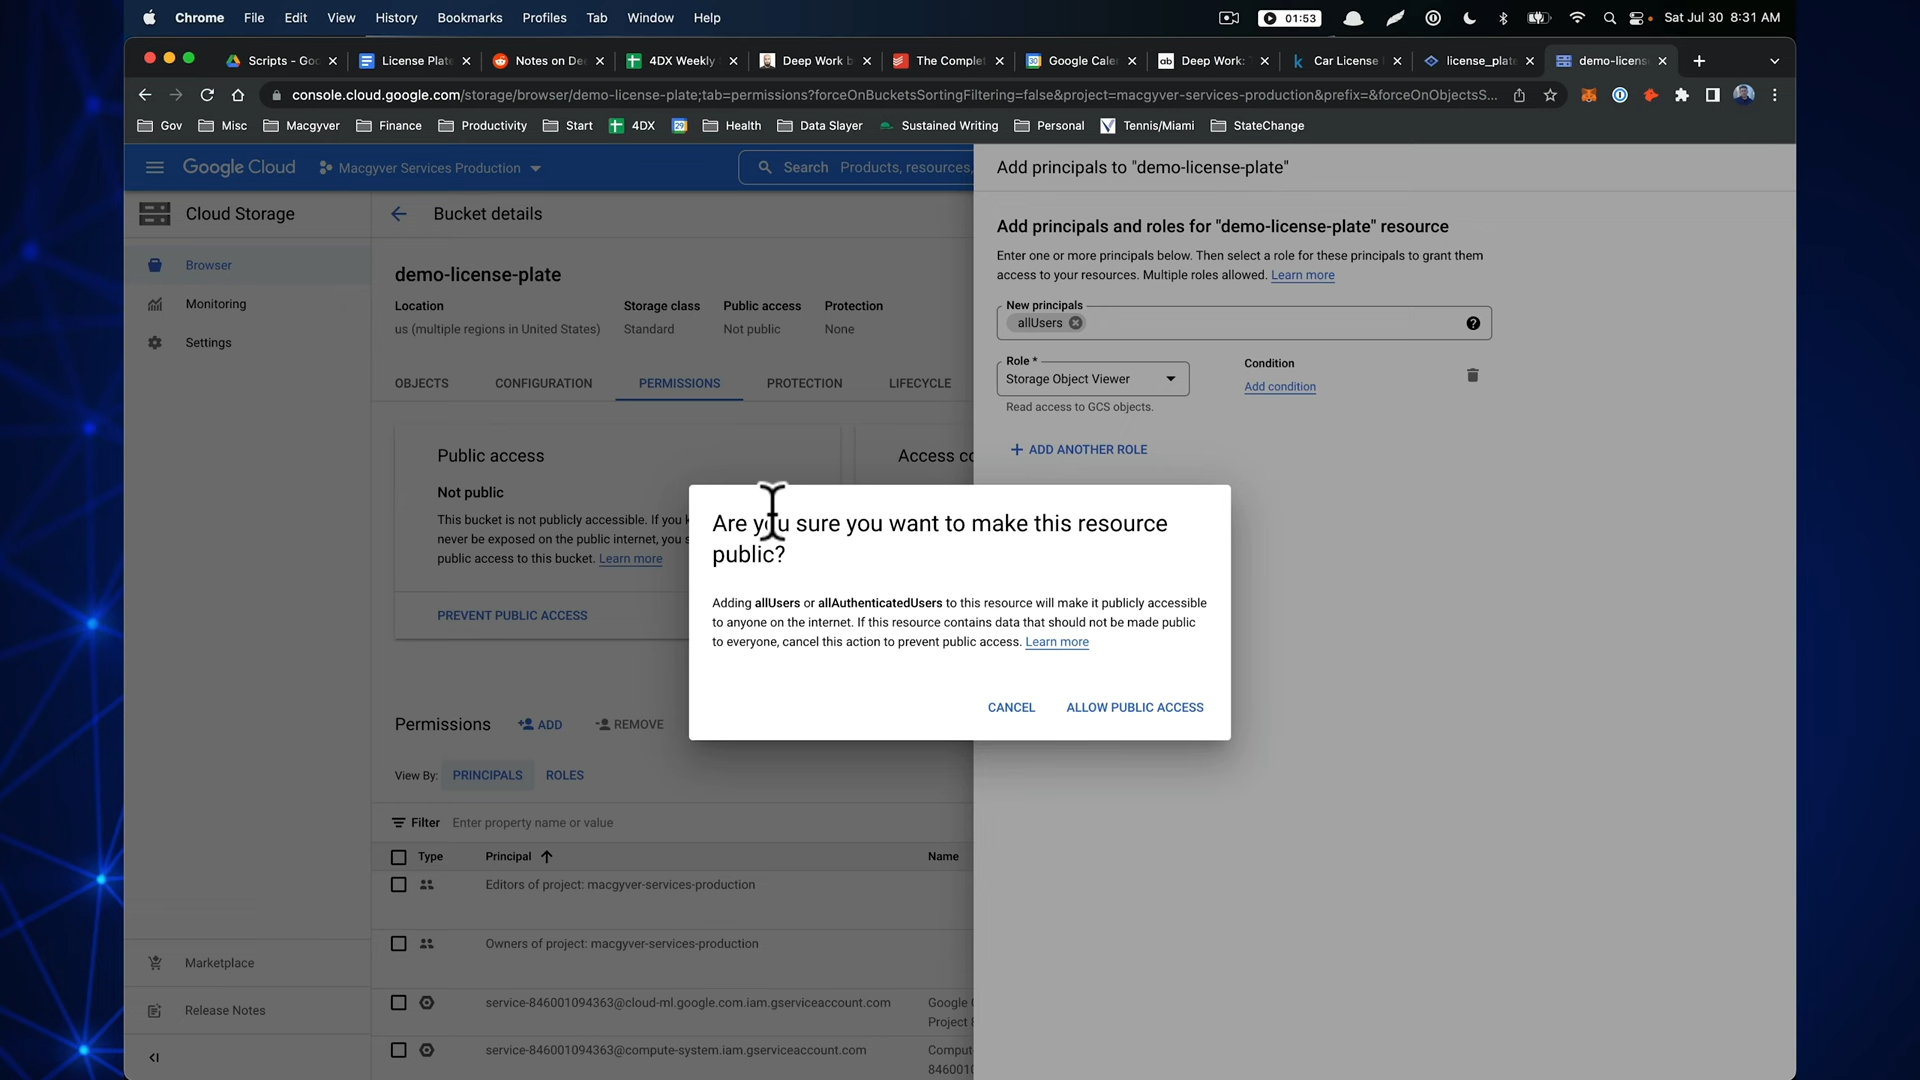 Chrome File Edit View History Bookmarks Profiles Tab Window Help 01:53 Sat Jul 30 8:31 AM
Scripts - Goo License Plate Notes on De 4DX Weekly Deep Work b The Complet Google Cale Deep Work: Car License license_plat demo-licens
console.cloud.google.com/storage/browser/demo-license-plate;tab=permissions?forceOnBucketsSortingFiltering=false&project=macgyver-services-production&prefix=&forceOnObjectsS...
Gov Misc Macgyver Finance Productivity Start 4DX Health Data Slayer Sustained Writing Personal Tennis/Miami StateChange
Google Cloud Macgyver Services Production Search Products, resources,
Cloud Storage
Browser
Monitoring
Settings
Marketplace
Release Notes
Bucket details
demo-license-plate
Location Storage class Public access Protection
us (multiple regions in United States) Standard Not public None
OBJECTS CONFIGURATION PERMISSIONS PROTECTION LIFECYCLE
Public access
Not public
This bucket is not publicly accessible. If you k
never be exposed on the public internet, you s
public access to this bucket. Learn more
PREVENT PUBLIC ACCESS
Access co
Permissions ADD REMOVE
View By: PRINCIPALS ROLES
Filter Enter property name or value
Type Principal Name
Editors of project: macgyver-services-production
Owners of project: macgyver-services-production
service-846001094363@cloud-ml.google.com.iam.gserviceaccount.com Google C
Project 8
service-846001094363@compute-system.iam.gserviceaccount.com Comput
846001
Add principals to "demo-license-plate"
Add principals and roles for "demo-license-plate" resource
Enter one or more principals below. Then select a role for these principals to grant them
access to your resources. Multiple roles allowed. Learn more
New principals
allUsers
Role *
Storage Object Viewer
Read access to GCS objects.
Condition
Add condition
ADD ANOTHER ROLE
Are you sure you want to make this resource
public?
Adding allUsers or allAuthenticatedUsers to this resource will make it publicly accessible
to anyone on the internet. If this resource contains data that should not be made public
to everyone, cancel this action to prevent public access. Learn more
CANCEL ALLOW PUBLIC ACCESS